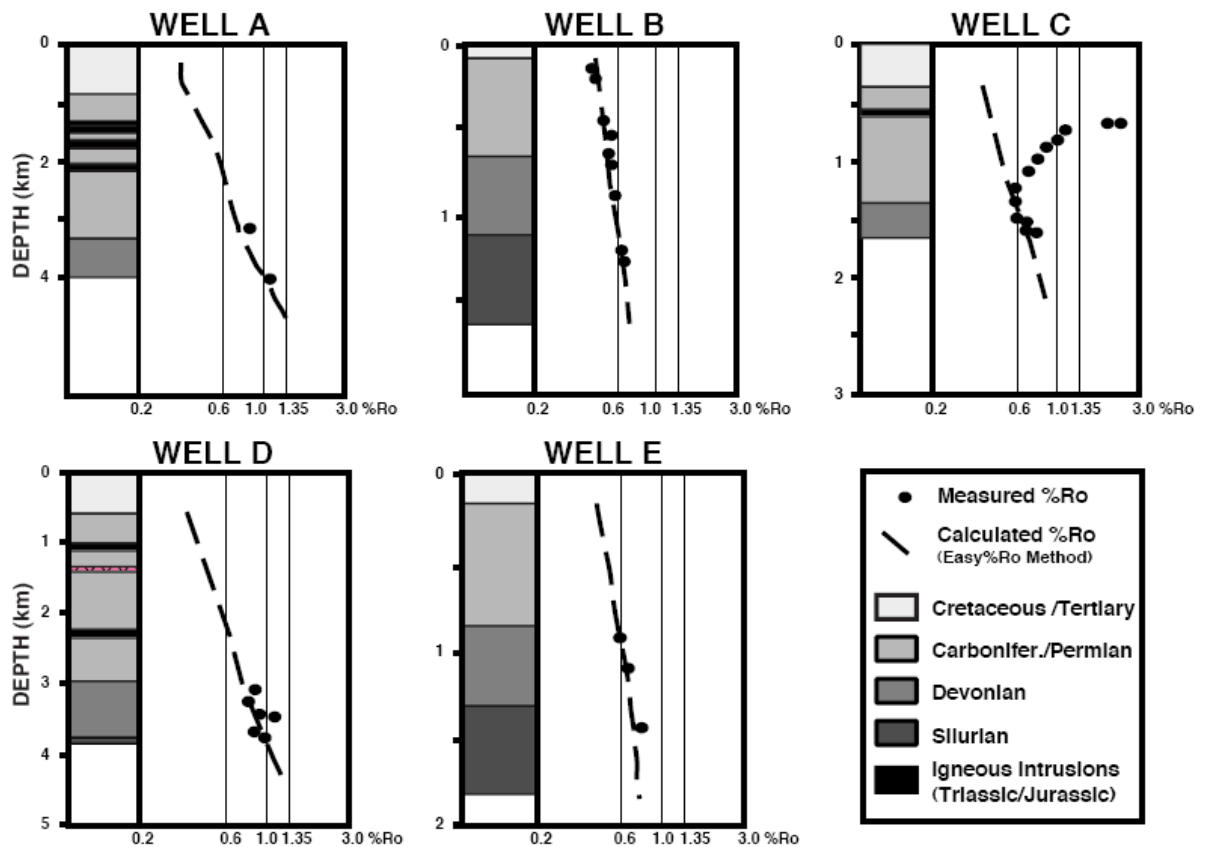 WELL A
WELL B
WELL C
0
2
4
DEPTH (km)
0.2 0.6 1.0 1.35 3.0 %Ro
0
1
0.2 0.6 1.0 1.35 3.0 %Ro
0
1
2
3
0.2 0.6 1.0 1.35 3.0 %Ro
WELL D
WELL E
0
1
2
3
4
5
DEPTH (km)
0.2 0.6 1.0 1.35 3.0 %Ro
0
1
2
0.2 0.6 1.0 1.35 3.0 %Ro
Measured %Ro
Calculated %Ro
(Easy%Ro Method)
Cretaceous /Tertiary
Carbonifer./Permian
Devonian
Silurian
Igneous Intrusions
(Triassic/Jurassic)